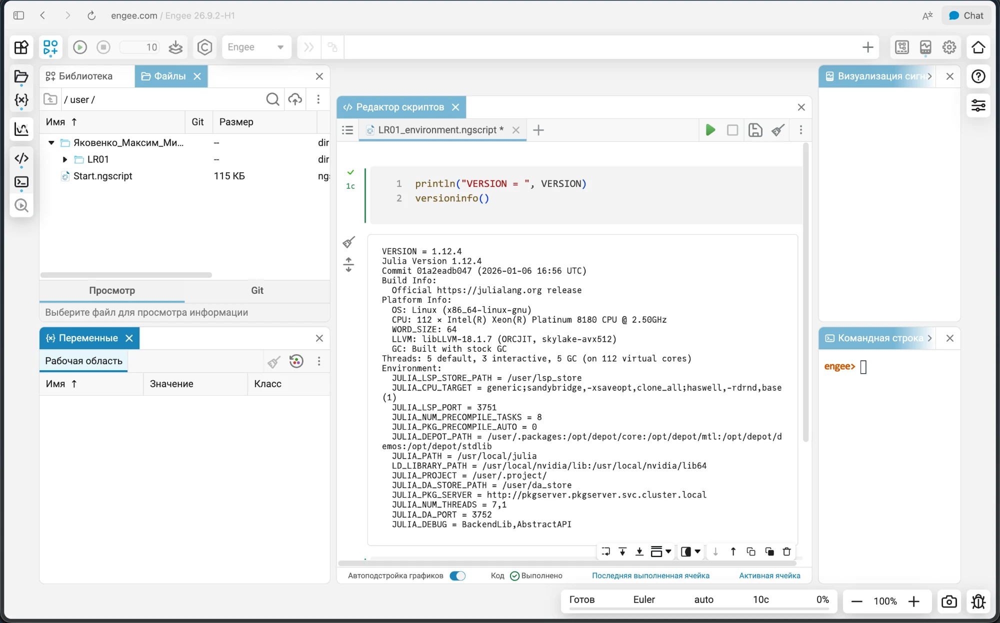 engee.com / Engee 26.9.2-H1
Chat
10
Engee
Библиотека
Файлы
/ user /
Имя ↑
Git
Размер
Яковенко_Максим_Ми...
--
dir
LR01
--
dir
Start.ngscript
115 КБ
ng
Просмотр
Git
Выберите файл для просмотра информации
Переменные
Рабочая область
Имя ↑
Значение
Класс
Редактор скриптов
LR01_environment.ngscript *
1с
1 println("VERSION = ", VERSION)
2 versioninfo()
VERSION = 1.12.4
Julia Version 1.12.4
Commit 01a2eadb047 (2026-01-06 16:56 UTC)
Build Info:
Official https://julialang.org release
Platform Info:
OS: Linux (x86_64-linux-gnu)
CPU: 112 × Intel(R) Xeon(R) Platinum 8180 CPU @ 2.50GHz
WORD_SIZE: 64
LLVM: libLLVM-18.1.7 (ORCJIT, skylake-avx512)
GC: Built with stock GC
Threads: 5 default, 3 interactive, 5 GC (on 112 virtual cores)
Environment:
JULIA_LSP_STORE_PATH = /user/lsp_store
JULIA_CPU_TARGET = generic;sandybridge,-xsaveopt,clone_all;haswell,-rdrnd,base
(1)
JULIA_LSP_PORT = 3751
JULIA_NUM_PRECOMPILE_TASKS = 8
JULIA_PKG_PRECOMPILE_AUTO = 0
JULIA_DEPOT_PATH = /user/.packages:/opt/depot/core:/opt/depot/mtl:/opt/depot/d
emos:/opt/depot/stdlib
JULIA_PATH = /usr/local/julia
LD_LIBRARY_PATH = /usr/local/nvidia/lib:/usr/local/nvidia/lib64
JULIA_PROJECT = /user/.project/
JULIA_DA_STORE_PATH = /user/da_store
JULIA_PKG_SERVER = http://pkgserver.pkgserver.svc.cluster.local
JULIA_NUM_THREADS = 7,1
JULIA_DA_PORT = 3752
JULIA_DEBUG = BackendLib,AbstractAPI
Автоподстройка графиков
Код
Выполнено
Последняя выполненная ячейка
Активная ячейка
Визуализация сигн
Командная строка
engee>
Готов
Euler
auto
10с
0%
100%